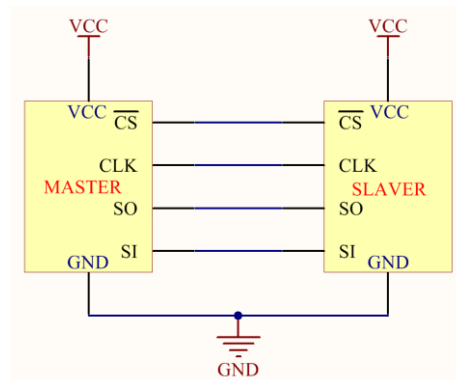 VCC VCC
VCC VCC
CS CS
CLK CLK
MASTER SLAVER
SO SO
SI SI
GND GND
GND